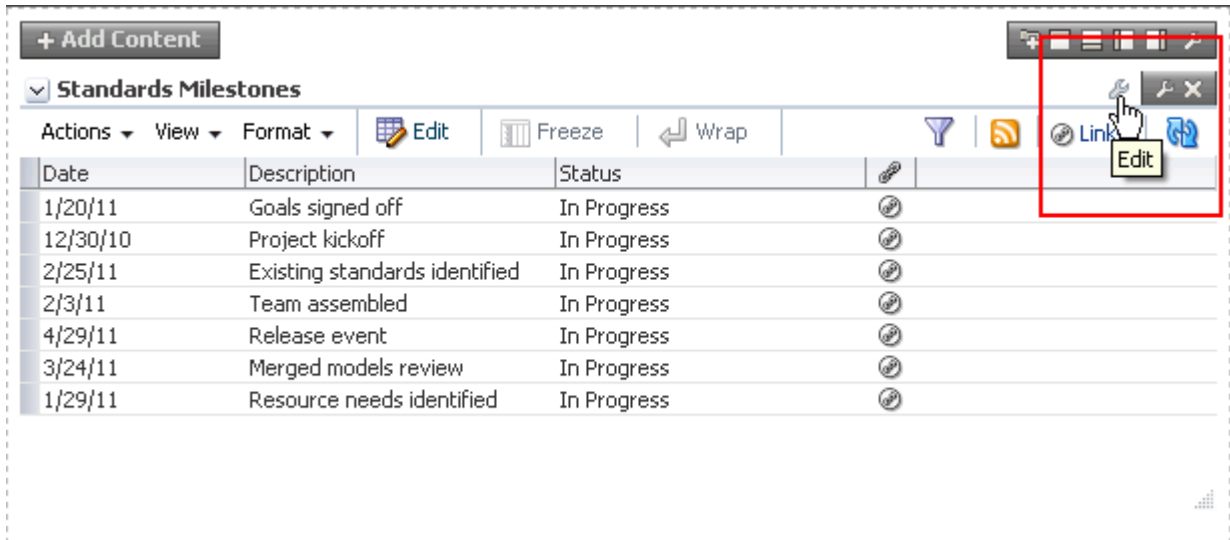 + Add Content
Standards Milestones
Actions View Format Edit Freeze Wrap Link
Edit
Date Description Status
1/20/11 Goals signed off In Progress
12/30/10 Project kickoff In Progress
2/25/11 Existing standards identified In Progress
2/3/11 Team assembled In Progress
4/29/11 Release event In Progress
3/24/11 Merged models review In Progress
1/29/11 Resource needs identified In Progress